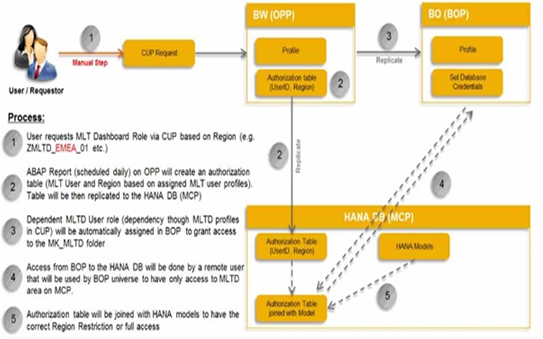 BW (OPP)
BO (BOP)
1
Manual Step
CUP Request
Profile
Authorization table
(UserID, Region)
2
3
Replicate
Profile
Set Database
Credentials
User / Requestor
Process:
1 User requests MLT Dashboard Role via CUP based on Region (e.g.
ZMLTD_EMEA_01 etc.)
2 ABAP Report (scheduled daily) on OPP will create an authorization
table (MLT User and Region based on assigned MLT user profiles).
Table will be then replicated to the HANA DB (MCP)
3 Dependent MLTD User role (dependency though MLTD profiles
in CUP) will be automatically assigned in BOP to grant access
to the MK_MLTD folder
4 Access from BOP to the HANA DB will be done by a remote user
that will be used by BOP universe to have only access to MLTD
area on MCP.
5 Authorization table will be joined with HANA models to have the
correct Region Restriction or full access
2
Replicate
4
HANA DB (MCP)
Authorization Table
(UserID, Region)
HANA Models
5
Authorization Table
joined with Model